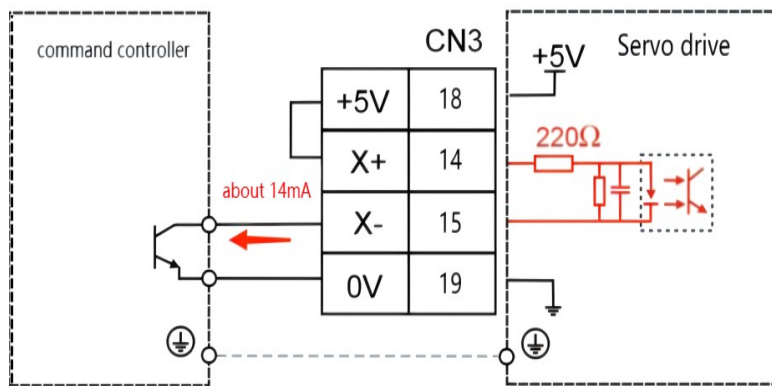 command controller
CN3
Servo drive
+5V
+5V 18
X+ 14
220Ω
about 14mA
X- 15
0V 19